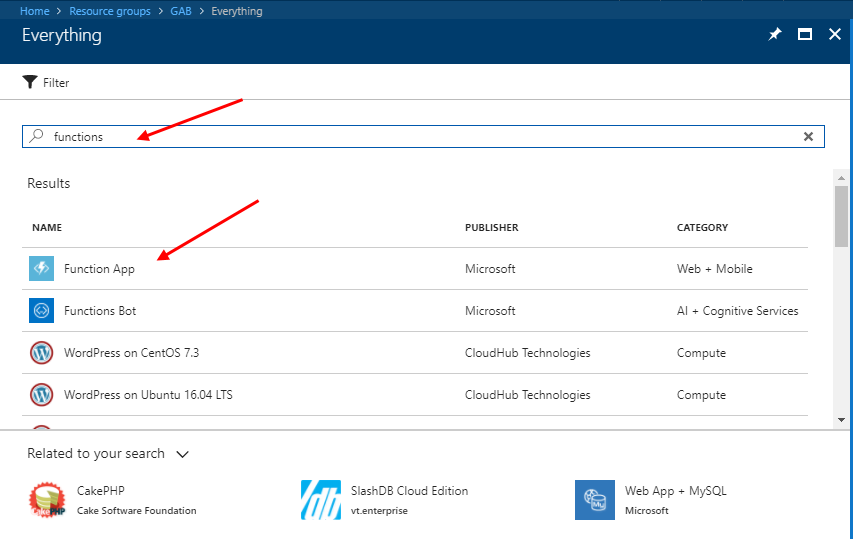 Home > Resource groups > GAB > Everything
Everything
Filter
functions
Results
NAME PUBLISHER CATEGORY
Function App Microsoft Web + Mobile
Functions Bot Microsoft AI + Cognitive Services
WordPress on CentOS 7.3 CloudHub Technologies Compute
WordPress on Ubuntu 16.04 LTS CloudHub Technologies Compute
Related to your search
CakePHP SlashDB Cloud Edition Web App + MySQL
Cake Software Foundation vt.enterprise Microsoft